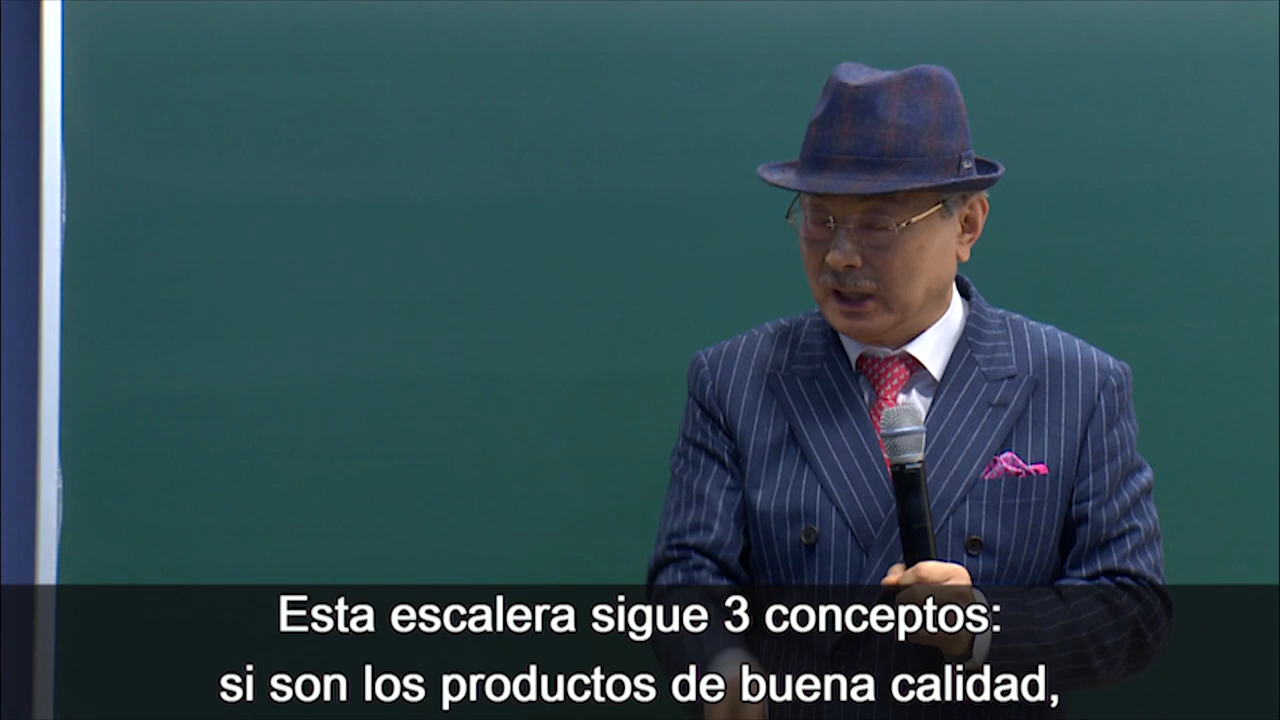 Esta escalera sigue 3 conceptos:
si son los productos de buena calidad,